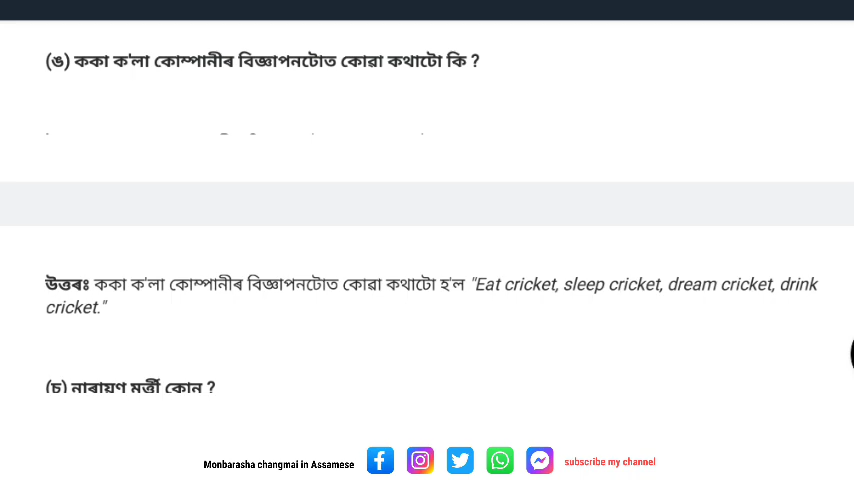 (ঙ) ককা ক'লা কোম্পানীৰ বিজ্ঞাপনটোত কোৱা কথাটো কি ?
উত্তৰঃ ককা ক'লা কোম্পানীৰ বিজ্ঞাপনটোত কোৱা কথাটো হ'ল "Eat cricket, sleep cricket, dream cricket, drink
cricket."
(চ) নাৰায়ণ মূৰ্ত্তী কোন ?
Monbarasha changmai in Assamese
subscribe my channel